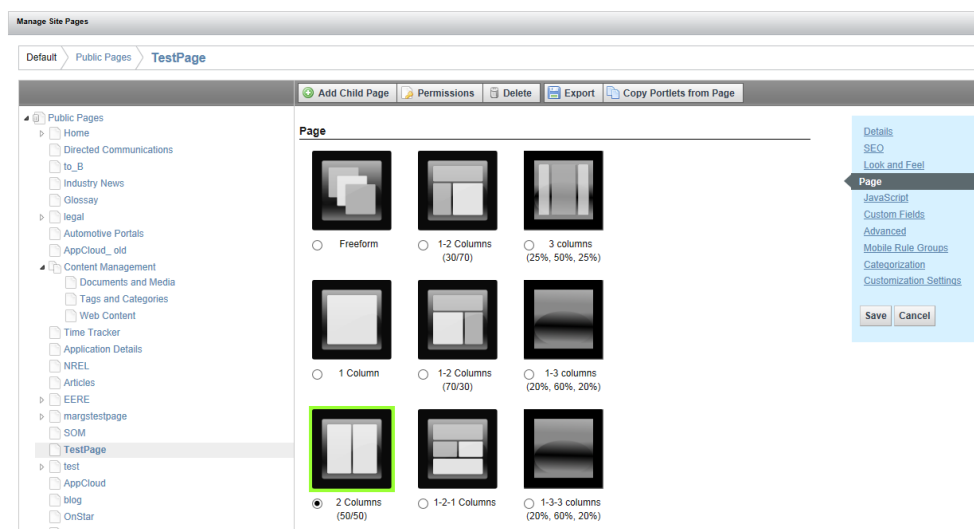 Manage Site Pages
Default Public Pages TestPage
Add Child Page Permissions Delete Export Copy Portlets from Page
Public Pages
Home
Directed Communications
to_B
Industry News
Glossay
legal
Automotive Portals
AppCloud_ old
Content Management
Documents and Media
Tags and Categories
Web Content
Time Tracker
Application Details
NREL
Articles
EERE
margstestpage
SOM
TestPage
test
AppCloud
blog
OnStar
Page
Freeform
1-2 Columns
(30/70)
3 columns
(25%, 50%, 25%)
1 Column
1-2 Columns
(70/30)
1-3 columns
(20%, 60%, 20%)
2 Columns
(50/50)
1-2-1 Columns
1-3-3 columns
(20%, 60%, 20%)
Details
SEO
Look and Feel
Page
JavaScript
Custom Fields
Advanced
Mobile Rule Groups
Categorization
Customization Settings
Save Cancel